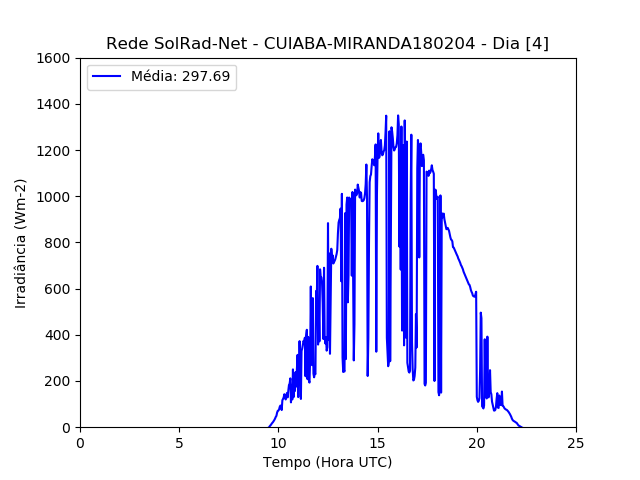 Rede SolRad-Net - CUIABA-MIRANDA180204 - Dia [4]
Média: 297.69
Irradiância (Wm-2)
1600
1400
1200
1000
800
600
400
200
0
0 5 10 15 20 25
Tempo (Hora UTC)